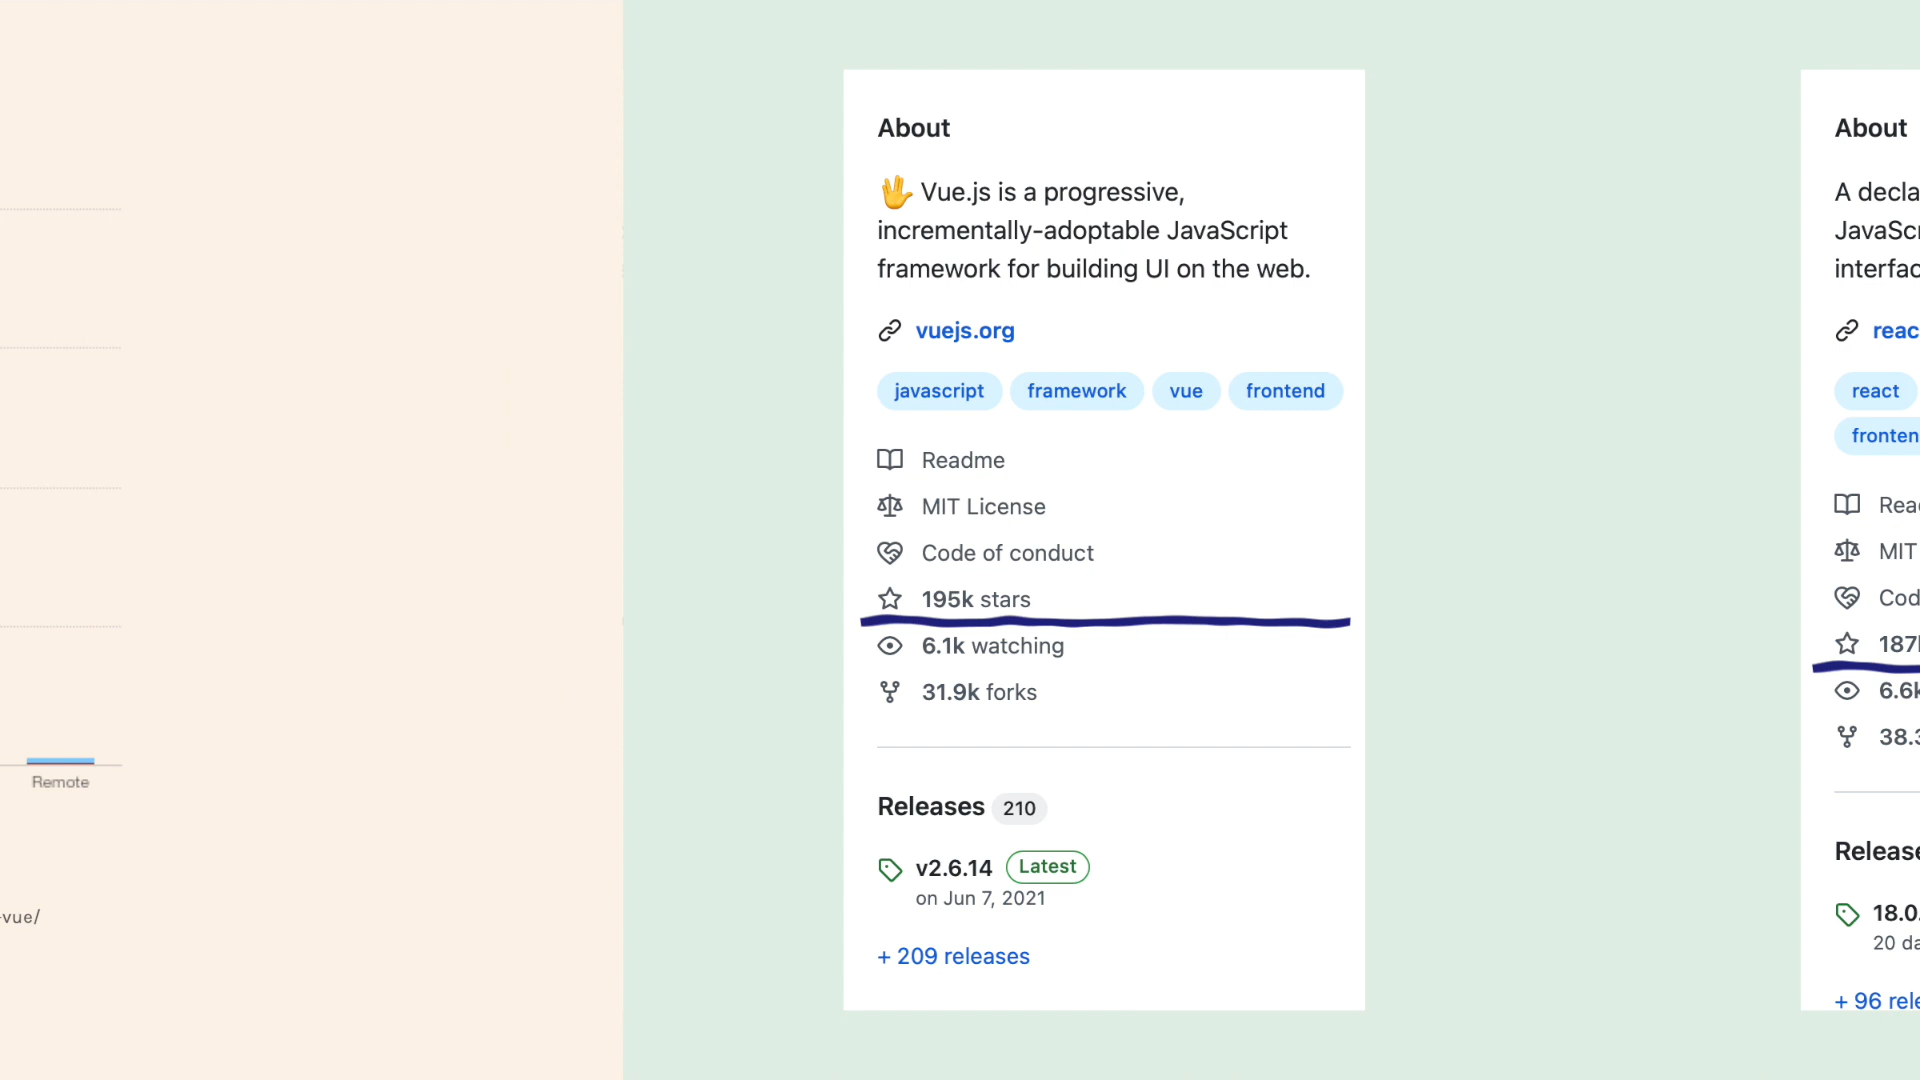 Remote
-vue/
About
🖖 Vue.js is a progressive,
incrementally-adoptable JavaScript
framework for building UI on the web.
vuejs.org
javascript framework vue frontend
Readme
MIT License
Code of conduct
195k stars
6.1k watching
31.9k forks
Releases 210
v2.6.14 Latest
on Jun 7, 2021
+ 209 releases
About
A decla
JavaScr
interfac
reac
react
fronten
Rea
MIT
Cod
187
6.6k
38.3
Release
18.0.
20 da
+ 96 rele